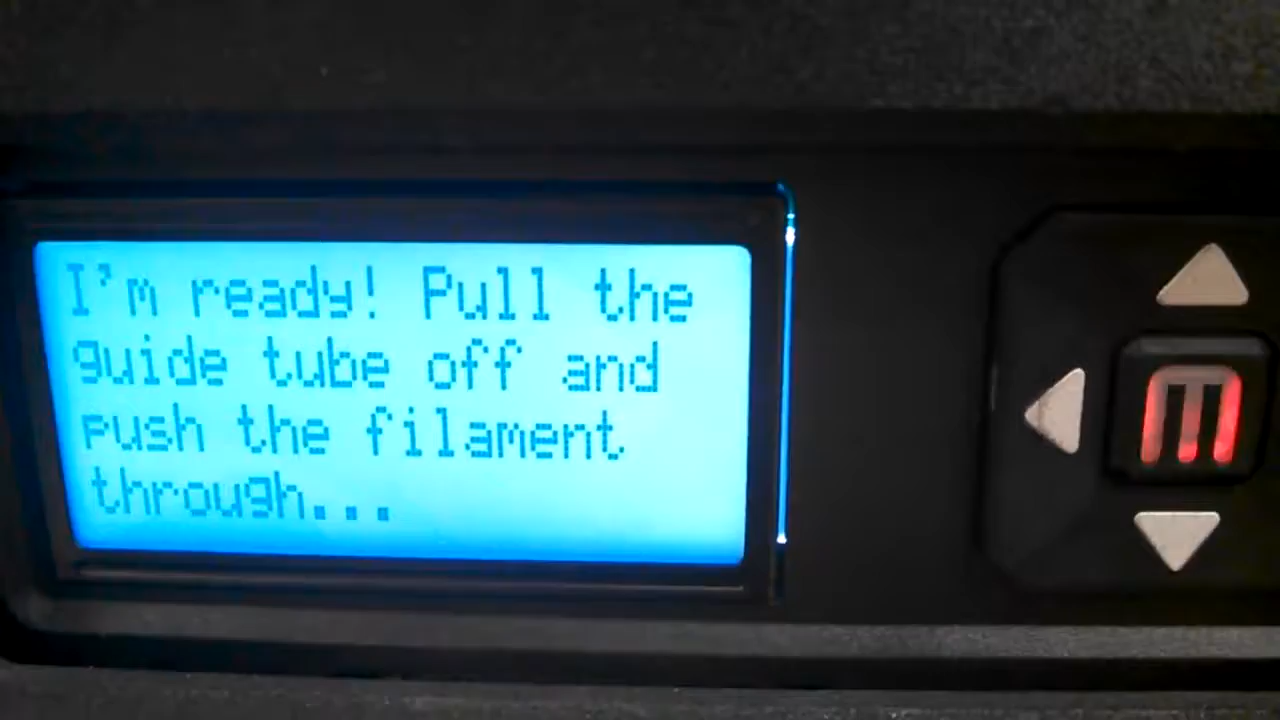 I'm ready! Pull the
guide tube off and
push the filament
through...